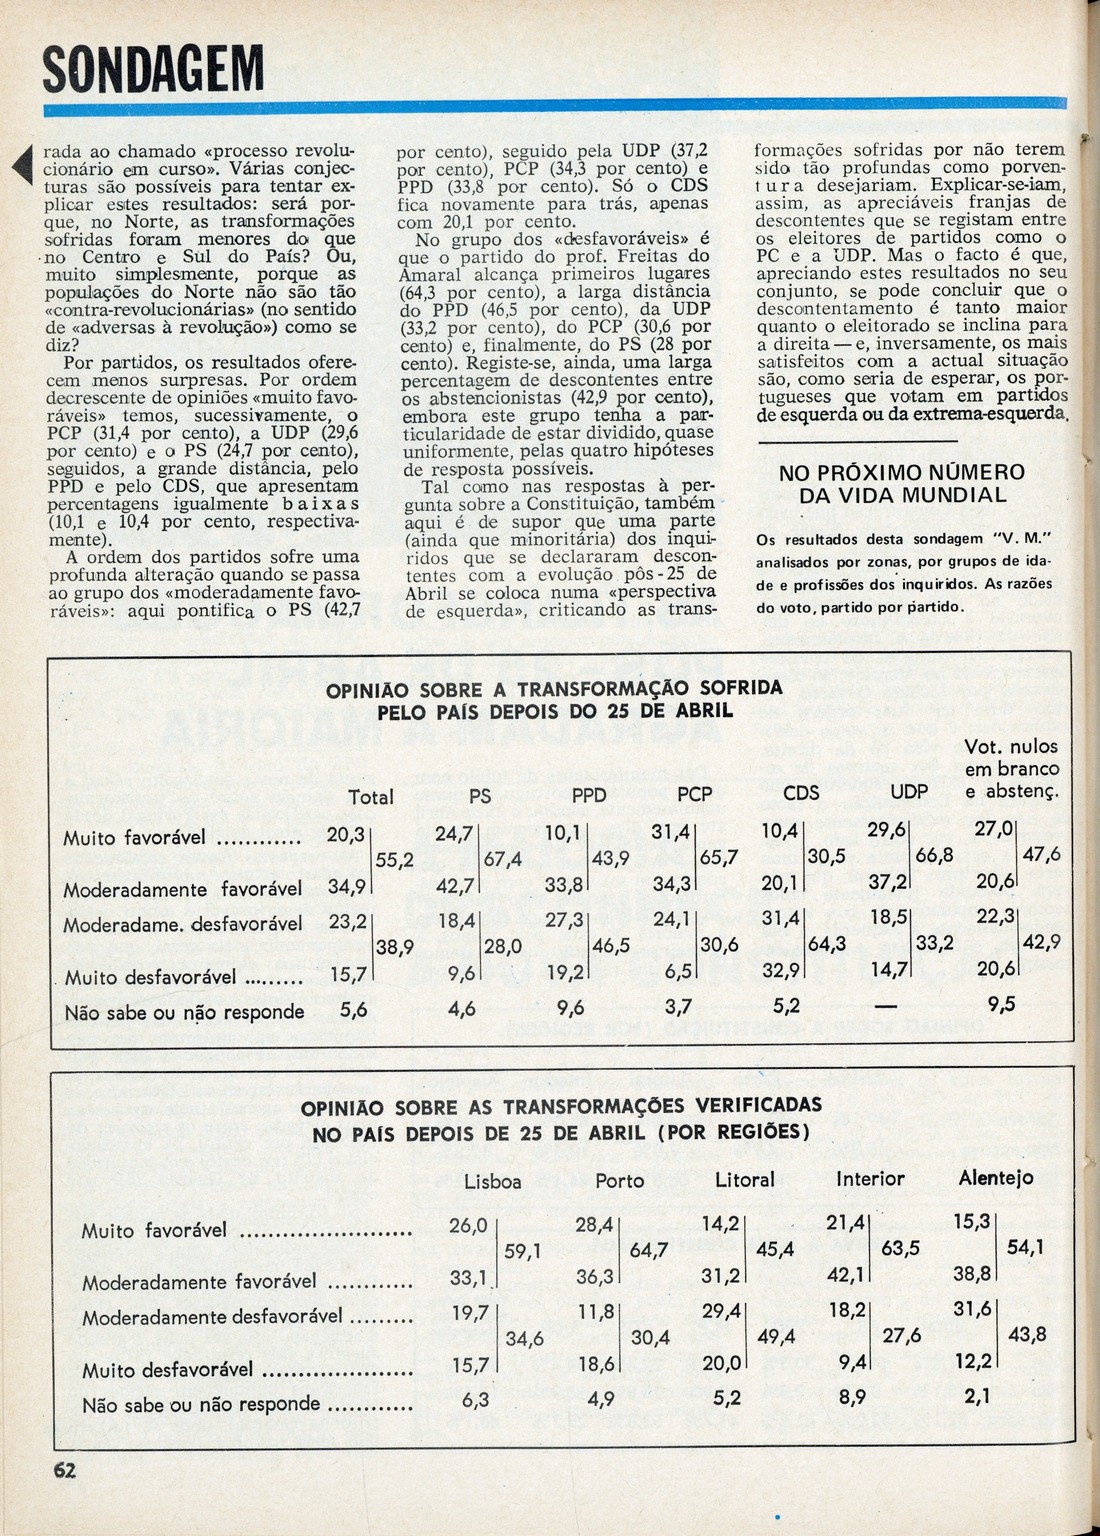 SONDAGEM
rada ao chamado «processo revolu-
cionário em curso». Várias conjec-
turas são possíveis para tentar ex-
plicar estes resultados: será por-
que, no Norte, as transformações
sofridas foram menores do que
no Centro e Sul do País? Ou,
muito simplesmente, porque as
populações do Norte não são tão
«contra-revolucionárias» (no sentido
de «adversas à revolução») como se
diz?
Por partidos, os resultados ofere-
cem menos surpresas. Por ordem
decrescente de opiniões «muito favo-
ráveis» temos, sucessivamente, o
PCP (31,4 por cento), a UDP (29,6
por cento) e o PS (24,7 por cento),
seguidos, a grande distância, pelo
PPD e pelo CDS, que apresentam
percentagens igualmente baixas
(10,1 e 10,4 por cento, respectiva-
mente).
A ordem dos partidos sofre uma
profunda alteração quando se passa
ao grupo dos «moderadamente favo-
ráveis»: aqui pontifica o PS (42,7
por cento), seguido pela UDP (37,2
por cento), PCP (34,3 por cento) e
PPD (33,8 por cento). Só o CDS
fica novamente para trás, apenas
com 20,1 por cento.
No grupo dos «desfavoráveis» é
que o partido do prof. Freitas do
Amaral alcança primeiros lugares
(64,3 por cento), a larga distância
do PPD (46,5 por cento), da UDP
(33,2 por cento), do PCP (30,6 por
cento) e, finalmente, do PS (28 por
cento). Registe-se, ainda, uma larga
percentagem de descontentes entre
os abstencionistas (42,9 por cento),
embora este grupo tenha a par-
ticularidade de estar dividido, quase
uniformemente, pelas quatro hipóteses
de resposta possíveis.
Tal como nas respostas à per-
gunta sobre a Constituição, também
aqui é de supor que uma parte
(ainda que minoritária) dos inqui-
ridos que se declararam descon-
tentes com a evolução pôs-25 de
Abril se coloca numa «perspectiva
de esquerda», criticando as trans-
formações sofridas por não terem
sido tão profundas como porven-
tura desejariam. Explicar-se-iam,
assim, as apreciáveis franjas de
descontentes que se registam entre
os eleitores de partidos como o
PC e a UDP. Mas o facto é que,
apreciando estes resultados no seu
conjunto, se pode concluir que o
descontentamento é tanto maior
quanto o eleitorado se inclina para
a direita — e, inversamente, os mais
satisfeitos com a actual situação
são, como seria de esperar, os por-
tugueses que votam em partidos
de esquerda ou da extrema-esquerda.
NO PRÓXIMO NÚMERO
DA VIDA MUNDIAL
Os resultados desta sondagem "V. M."
analisados por zonas, por grupos de ida-
de e profissões dos inquiridos. As razões
do voto, partido por partido.
OPINIÃO SOBRE A TRANSFORMAÇÃO SOFRIDA
PELO PAÍS DEPOIS DO 25 DE ABRIL
Total PS PPD PCP CDS UDP Vot. nulos
em branco
e abstenç.
Muito favorável ............ 20,3 24,7 10,1 31,4 10,4 29,6 27,0
55,2 67,4 43,9 65,7 30,5 66,8 47,6
Moderadamente favorável 34,9 42,7 33,8 34,3 20,1 37,2 20,6
Moderadame. desfavorável 23,2 18,4 27,3 24,1 31,4 18,5 22,3
38,9 28,0 46,5 30,6 64,3 33,2 42,9
Muito desfavorável ......... 15,7 9,6 19,2 6,5 32,9 14,7 20,6
Não sabe ou não responde 5,6 4,6 9,6 3,7 5,2 — 9,5
OPINIÃO SOBRE AS TRANSFORMAÇÕES VERIFICADAS
NO PAÍS DEPOIS DE 25 DE ABRIL (POR REGIÕES)
Lisboa Porto Litoral Interior Alentejo
Muito favorável ........................ 26,0 28,4 14,2 21,4 15,3
59,1 64,7 45,4 63,5 54,1
Moderadamente favorável ............ 33,1 36,3 31,2 42,1 38,8
Moderadamente desfavorável ......... 19,7 11,8 29,4 18,2 31,6
34,6 30,4 49,4 27,6 43,8
Muito desfavorável ..................... 15,7 18,6 20,0 9,4 12,2
Não sabe ou não responde ............ 6,3 4,9 5,2 8,9 2,1
62